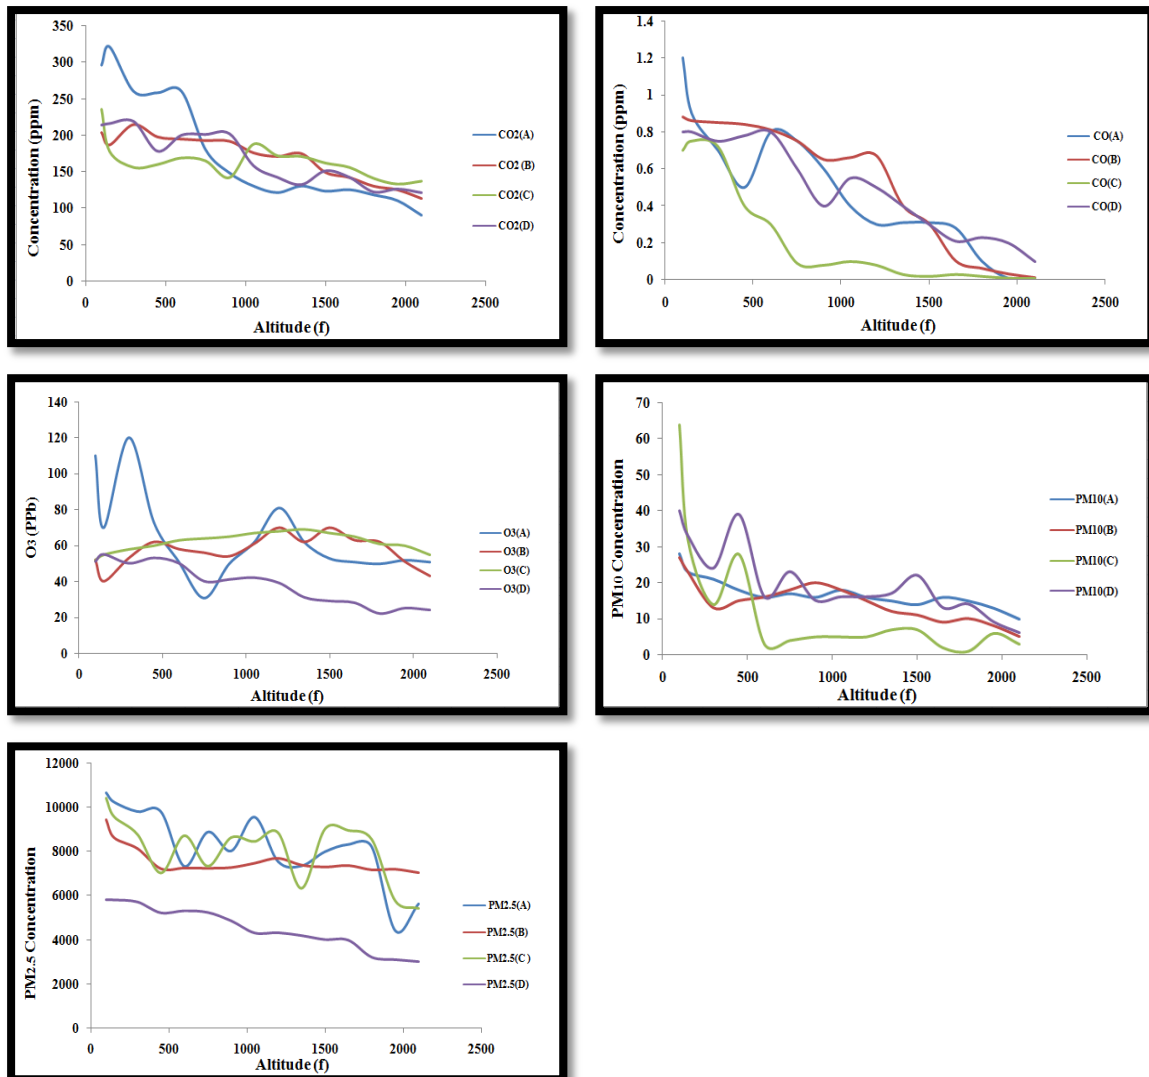 Concentration (ppm)
350
300
250
200
150
100
50
0
0 500 1000 1500 2000 2500
Altitude (f)
CO2(A)
CO2 (B)
CO2(C)
CO2(D)
Concentration (ppm)
1.4
1.2
1
0.8
0.6
0.4
0.2
0
0 500 1000 1500 2000 2500
Altitude (f)
CO(A)
CO(B)
CO(C)
CO(D)
O3 (PPb)
140
120
100
80
60
40
20
0
0 500 1000 1500 2000 2500
Altitude (f)
O3(A)
O3(B)
O3(C)
O3(D)
PM10 Concentration
70
60
50
40
30
20
10
0
0 500 1000 1500 2000 2500
Altitude (f)
PM10(A)
PM10(B)
PM10(C)
PM10(D)
PM2.5 Concentration
12000
10000
8000
6000
4000
2000
0
0 500 1000 1500 2000 2500
Altitude (f)
PM2.5(A)
PM2.5(B)
PM2.5(C )
PM2.5(D)